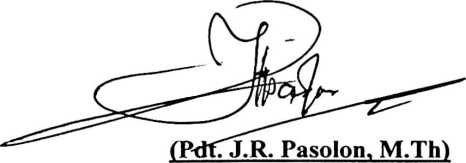 (Pdt. J.R. Pasolon, M.Th)